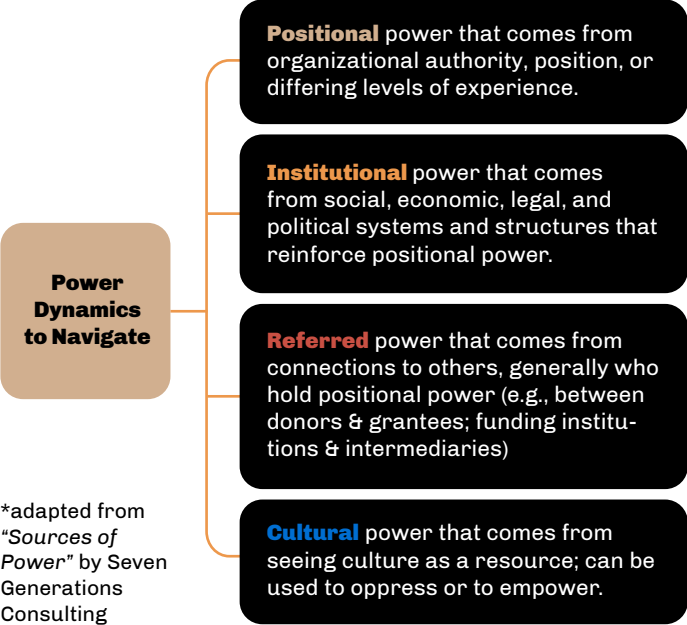 Positional power that comes from
organizational authority, position, or
differing levels of experience.
Institutional power that comes
from social, economic, legal, and
political systems and structures that
reinforce positional power.
Power
Dynamics
to Navigate
Referred power that comes from
connections to others, generally who
hold positional power (e.g., between
donors & grantees; funding institu-
tions & intermediaries)
Cultural power that comes from
seeing culture as a resource; can be
used to oppress or to empower.
*adapted from
“Sources of
Power” by Seven
Generations
Consulting